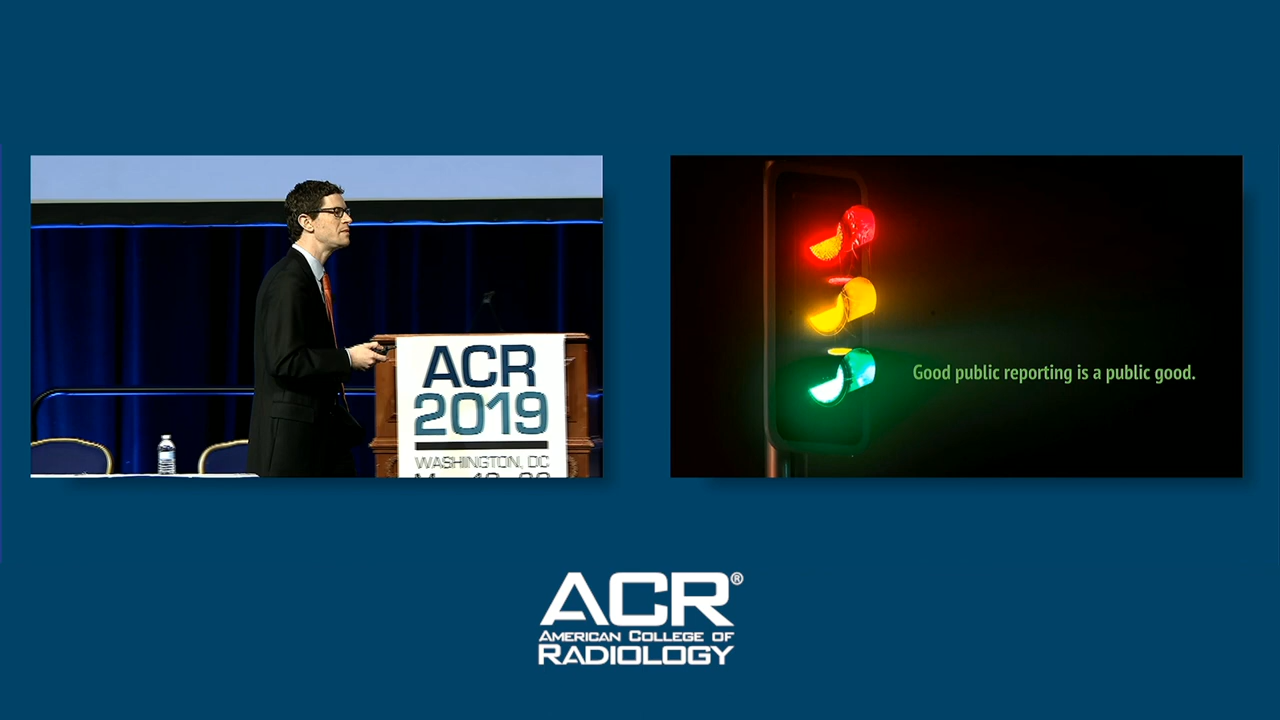 ACR
2019
WASHINGTON, DC
Good public reporting is a public good.
ACR®
AMERICAN COLLEGE OF
RADIOLOGY